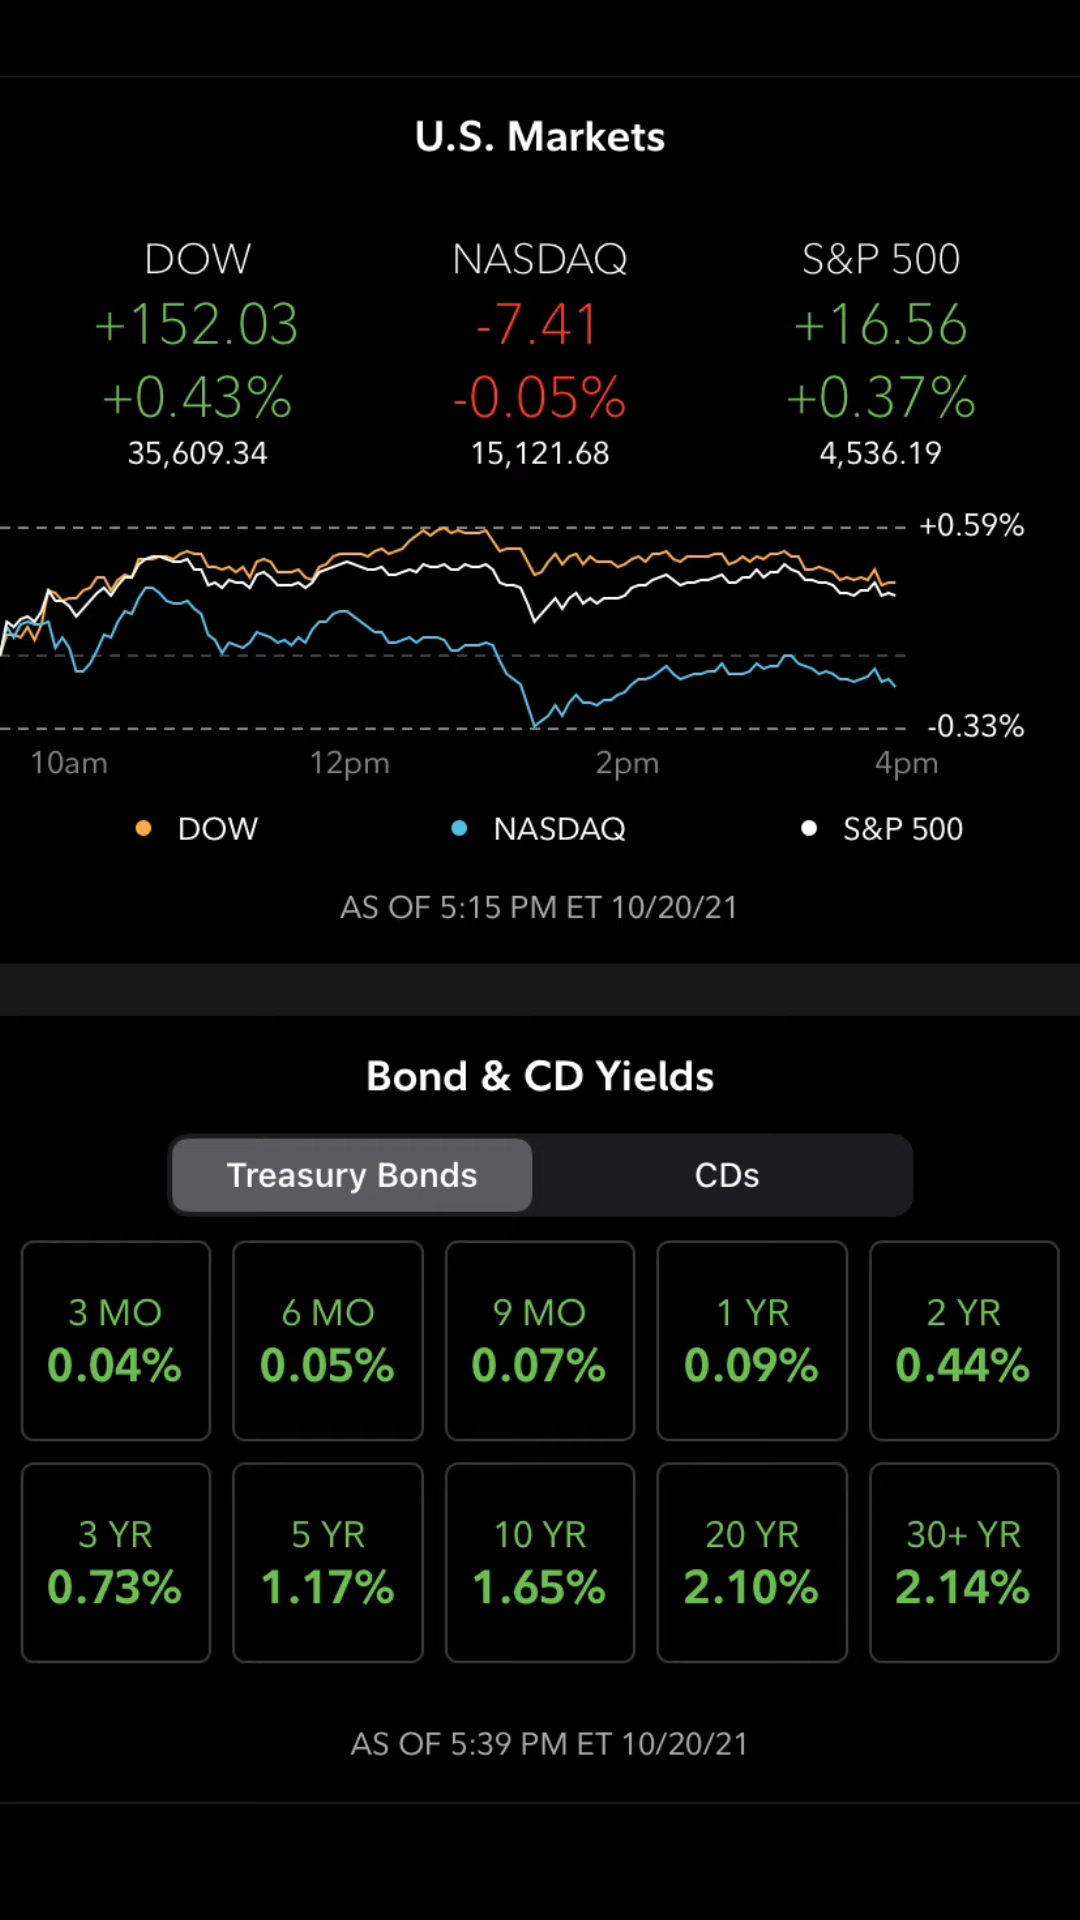 U.S. Markets
DOW NASDAQ S&P 500
+152.03 -7.41 +16.56
+0.43% -0.05% +0.37%
35,609.34 15,121.68 4,536.19
+0.59%
-0.33%
10am 12pm 2pm 4pm
DOW NASDAQ S&P 500
AS OF 5:15 PM ET 10/20/21
Bond & CD Yields
Treasury Bonds CDs
3 MO 6 MO 9 MO 1 YR 2 YR
0.04% 0.05% 0.07% 0.09% 0.44%
3 YR 5 YR 10 YR 20 YR 30+ YR
0.73% 1.17% 1.65% 2.10% 2.14%
AS OF 5:39 PM ET 10/20/21